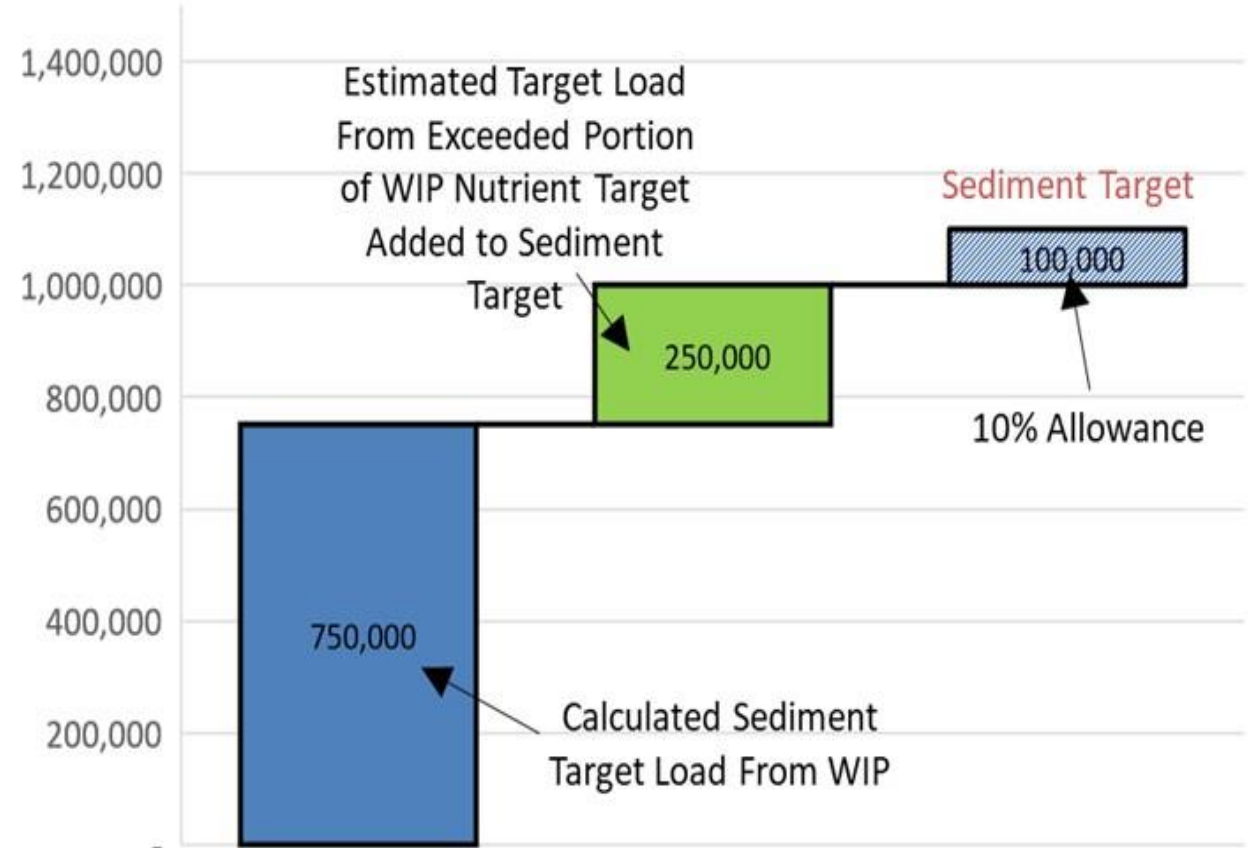 1,400,000
1,200,000
1,000,000
800,000
600,000
400,000
200,000
-
Estimated Target Load
From Exceeded Portion
of WIP Nutrient Target
Added to Sediment
Target
Sediment Target
100,000
250,000
10% Allowance
750,000
Calculated Sediment
Target Load From WIP